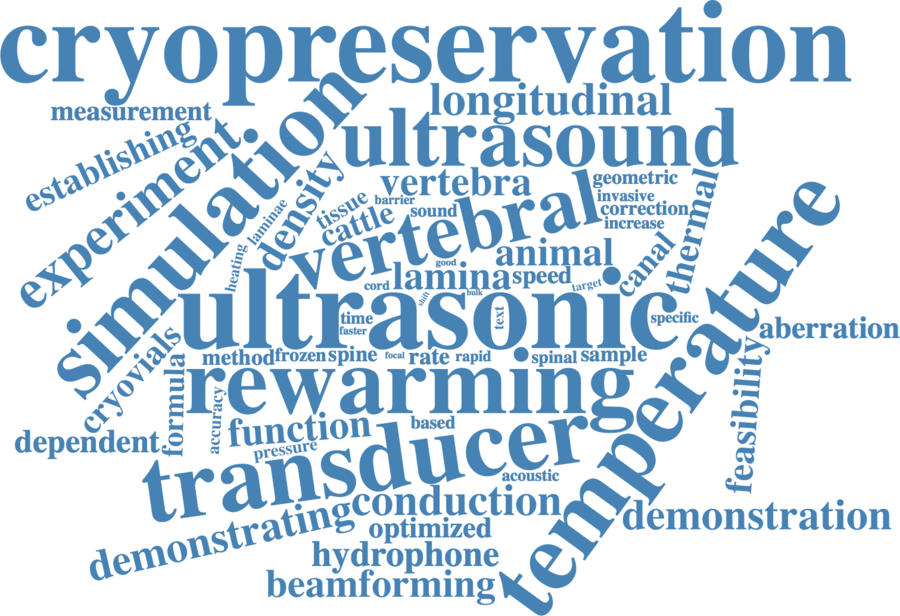 cryopreservation
measurement
longitudinal
establishing
simulation
ultrasound
experiment
density
tissue
vertebra
geometric
thermal
barrier
invasive
laminae
cattle
sound
correction
increase
vertebral
temperature
heating
animal
canal
good
lamina
speed
cord
shift
bulk
target
ultrasonic
time
text
specific
faster
aberration
cryovials
method
frozen
spine
focal
rate
rapid
spinal
sample
formula
rewarming
feasibility
accuracy
dependent
function
based
pressure
transducer
acoustic
conduction
demonstrating
optimized
demonstration
hydrophone
beamforming